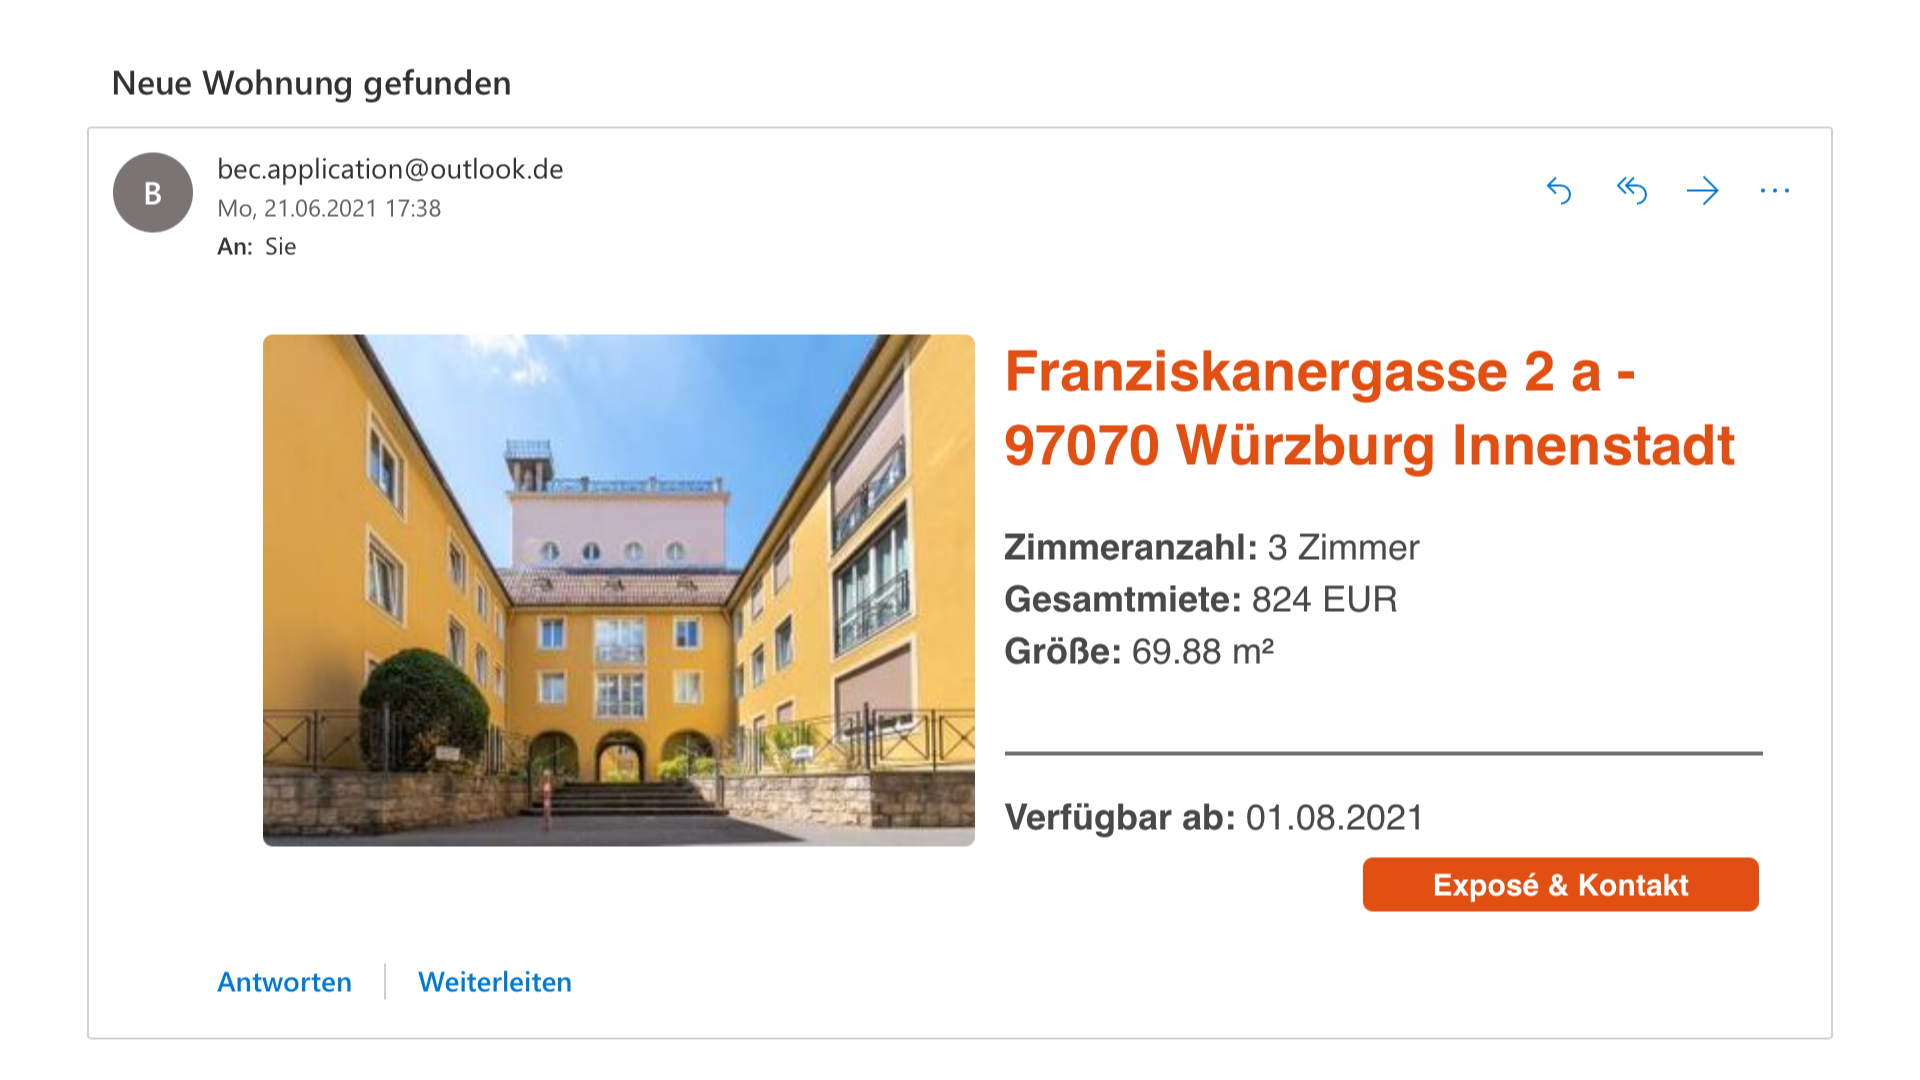 Neue Wohnung gefunden
B
bec.application@outlook.de
Mo, 21.06.2021 17:38
An: Sie
Franziskanergasse 2 a -
97070 Würzburg Innenstadt
Zimmeranzahl: 3 Zimmer
Gesamtmiete: 824 EUR
Größe: 69.88 m²
Verfügbar ab: 01.08.2021
Exposé & Kontakt
Antworten
Weiterleiten